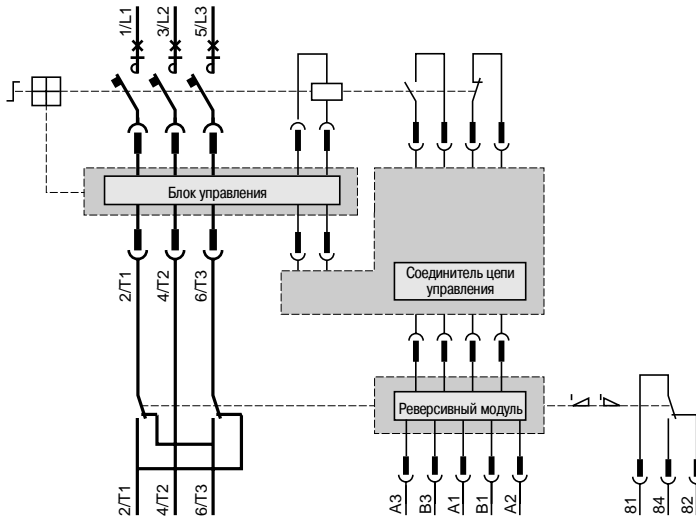 1/L1
3/L2
5/L3
Блок управления
2/T1
4/T2
6/T3
Соединитель цепи
управления
Реверсивный модуль
2/T1
4/T2
6/T3
A3
B3
A1
B1
A2
81
84
82